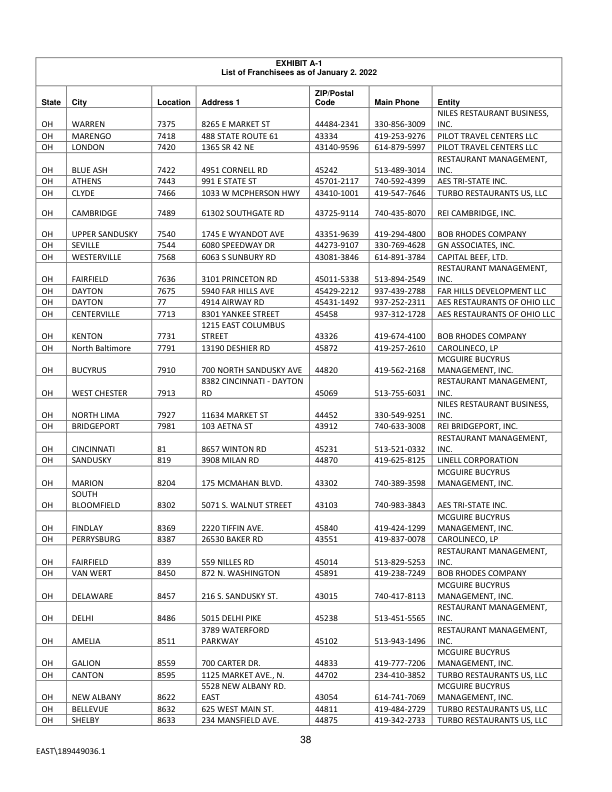 EXHIBIT A-1
List of Franchisees as of January 2. 2022
State City Location Address 1 ZIP/Postal Code Main Phone Entity
OH WARREN 7375 8265 E MARKET ST 44484-2341 330-856-3009 NILES RESTAURANT BUSINESS, INC.
OH MARENGO 7418 488 STATE ROUTE 61 43334 419-253-9276 PILOT TRAVEL CENTERS LLC
OH LONDON 7420 1365 SR 42 NE 43140-9596 614-879-5997 PILOT TRAVEL CENTERS LLC
OH BLUE ASH 7422 4951 CORNELL RD 45242 513-489-3014 RESTAURANT MANAGEMENT, INC.
OH ATHENS 7443 991 E STATE ST 45701-2117 740-592-4399 AES TRI-STATE INC.
OH CLYDE 7466 1033 W MCPHERSON HWY 43410-1001 419-547-7646 TURBO RESTAURANTS US, LLC
OH CAMBRIDGE 7489 61302 SOUTHGATE RD 43725-9114 740-435-8070 REI CAMBRIDGE, INC.
OH UPPER SANDUSKY 7540 1745 E WYANDOT AVE 43351-9639 419-294-4800 BOB RHODES COMPANY
OH SEVILLE 7544 6080 SPEEDWAY DR 44273-9107 330-769-4628 GN ASSOCIATES, INC.
OH WESTERVILLE 7568 6063 S SUNBURY RD 43081-3846 614-891-3784 CAPITAL BEEF, LTD.
OH FAIRFIELD 7636 3101 PRINCETON RD 45011-5338 513-894-2549 RESTAURANT MANAGEMENT, INC.
OH DAYTON 7675 5940 FAR HILLS AVE 45429-2212 937-439-2788 FAR HILLS DEVELOPMENT LLC
OH DAYTON 77 4914 AIRWAY RD 45431-1492 937-252-2311 AES RESTAURANTS OF OHIO LLC
OH CENTERVILLE 7713 8301 YANKEE STREET 45458 937-312-1728 AES RESTAURANTS OF OHIO LLC
OH KENTON 7731 1215 EAST COLUMBUS STREET 43326 419-674-4100 BOB RHODES COMPANY
OH North Baltimore 7791 13190 DESHIER RD 45872 419-257-2610 CAROLINECO, LP
OH BUCYRUS 7910 700 NORTH SANDUSKY AVE 44820 419-562-2168 MCGUIRE BUCYRUS MANAGEMENT, INC.
OH WEST CHESTER 7913 8382 CINCINNATI - DAYTON RD 45069 513-755-6031 RESTAURANT MANAGEMENT, INC.
OH NORTH LIMA 7927 11634 MARKET ST 44452 330-549-9251 NILES RESTAURANT BUSINESS, INC.
OH BRIDGEPORT 7981 103 AETNA ST 43912 740-633-3008 REI BRIDGEPORT, INC.
OH CINCINNATI 81 8657 WINTON RD 45231 513-521-0332 RESTAURANT MANAGEMENT, INC.
OH SANDUSKY 819 3908 MILAN RD 44870 419-625-8125 LINELL CORPORATION
OH MARION 8204 175 MCMAHAN BLVD. 43302 740-389-3598 MCGUIRE BUCYRUS MANAGEMENT, INC.
OH SOUTH BLOOMFIELD 8302 5071 S. WALNUT STREET 43103 740-983-3843 AES TRI-STATE INC.
OH FINDLAY 8369 2220 TIFFIN AVE. 45840 419-424-1299 MCGUIRE BUCYRUS MANAGEMENT, INC.
OH PERRYSBURG 8387 26530 BAKER RD 43551 419-837-0078 CAROLINECO, LP
OH FAIRFIELD 839 559 NILLES RD 45014 513-829-5253 RESTAURANT MANAGEMENT, INC.
OH VAN WERT 8450 872 N. WASHINGTON 45891 419-238-7249 BOB RHODES COMPANY
OH DELAWARE 8457 216 S. SANDUSKY ST. 43015 740-417-8113 MCGUIRE BUCYRUS MANAGEMENT, INC.
OH DELHI 8486 5015 DELHI PIKE 45238 513-451-5565 RESTAURANT MANAGEMENT, INC.
OH AMELIA 8511 3789 WATERFORD PARKWAY 45102 513-943-1496 RESTAURANT MANAGEMENT, INC.
OH GALION 8559 700 CARTER DR. 44833 419-777-7206 MCGUIRE BUCYRUS MANAGEMENT, INC.
OH CANTON 8595 1125 MARKET AVE., N. 44702 234-410-3852 TURBO RESTAURANTS US, LLC
OH NEW ALBANY 8622 5528 NEW ALBANY RD. EAST 43054 614-741-7069 MCGUIRE BUCYRUS MANAGEMENT, INC.
OH BELLEVUE 8632 625 WEST MAIN ST. 44811 419-484-2729 TURBO RESTAURANTS US, LLC
OH SHELBY 8633 234 MANSFIELD AVE. 44875 419-342-2733 TURBO RESTAURANTS US, LLC
38
EAST\189449036.1